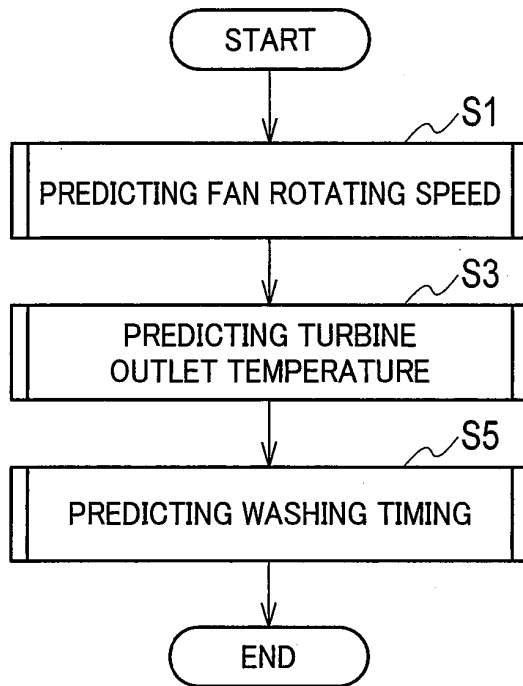 START
S1
PREDICTING FAN ROTATING SPEED
S3
PREDICTING TURBINE
OUTLET TEMPERATURE
S5
PREDICTING WASHING TIMING
END